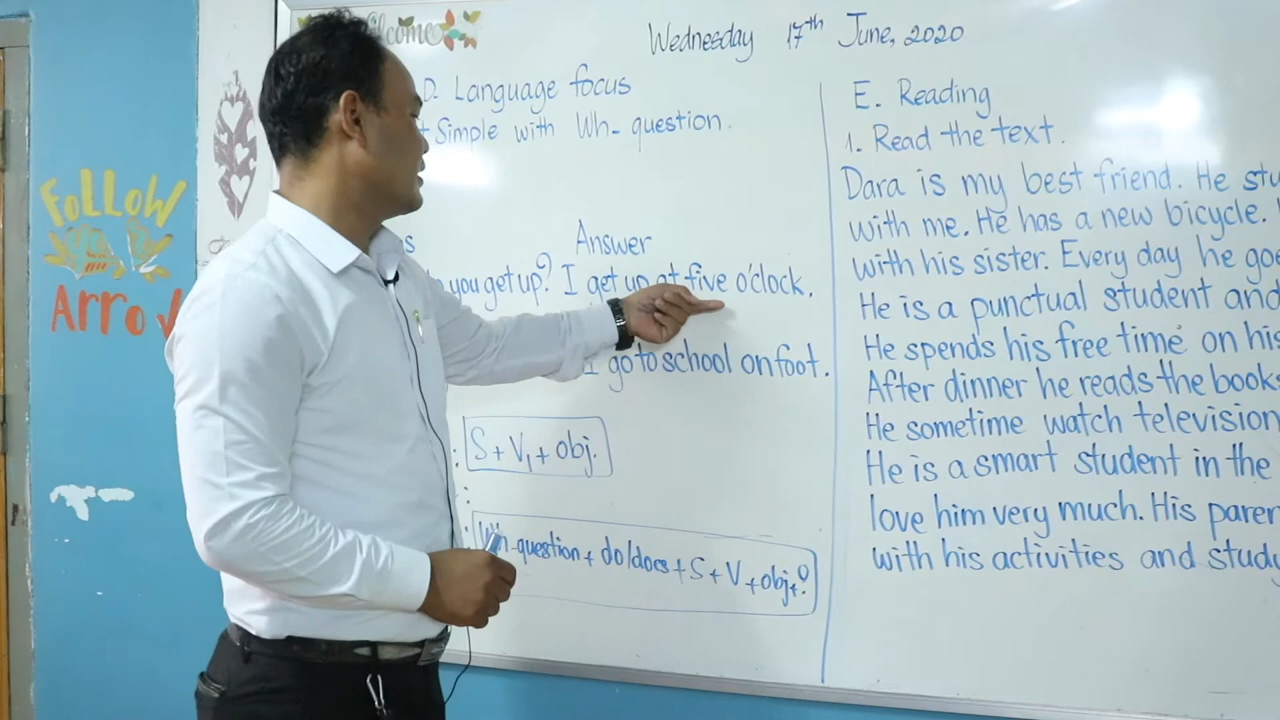 Wednesday 17th June, 2020
D. Language focus
Simple with Wh- question.
Answer
you get up? I get up at five o'clock.
I go to school on foot.
S + V1 + obj.
Wh-question + do/does + S + V + obj+?
E. Reading
1. Read the text.
Dara is my best friend. He
with me. He has a new bicycle.
with his sister. Every day he
He is a punctual student and
He spends his free time on his
After dinner he reads the books
He sometime watch television
He is a smart student in the
love him very much. His
with his activities and study
FOLLOW